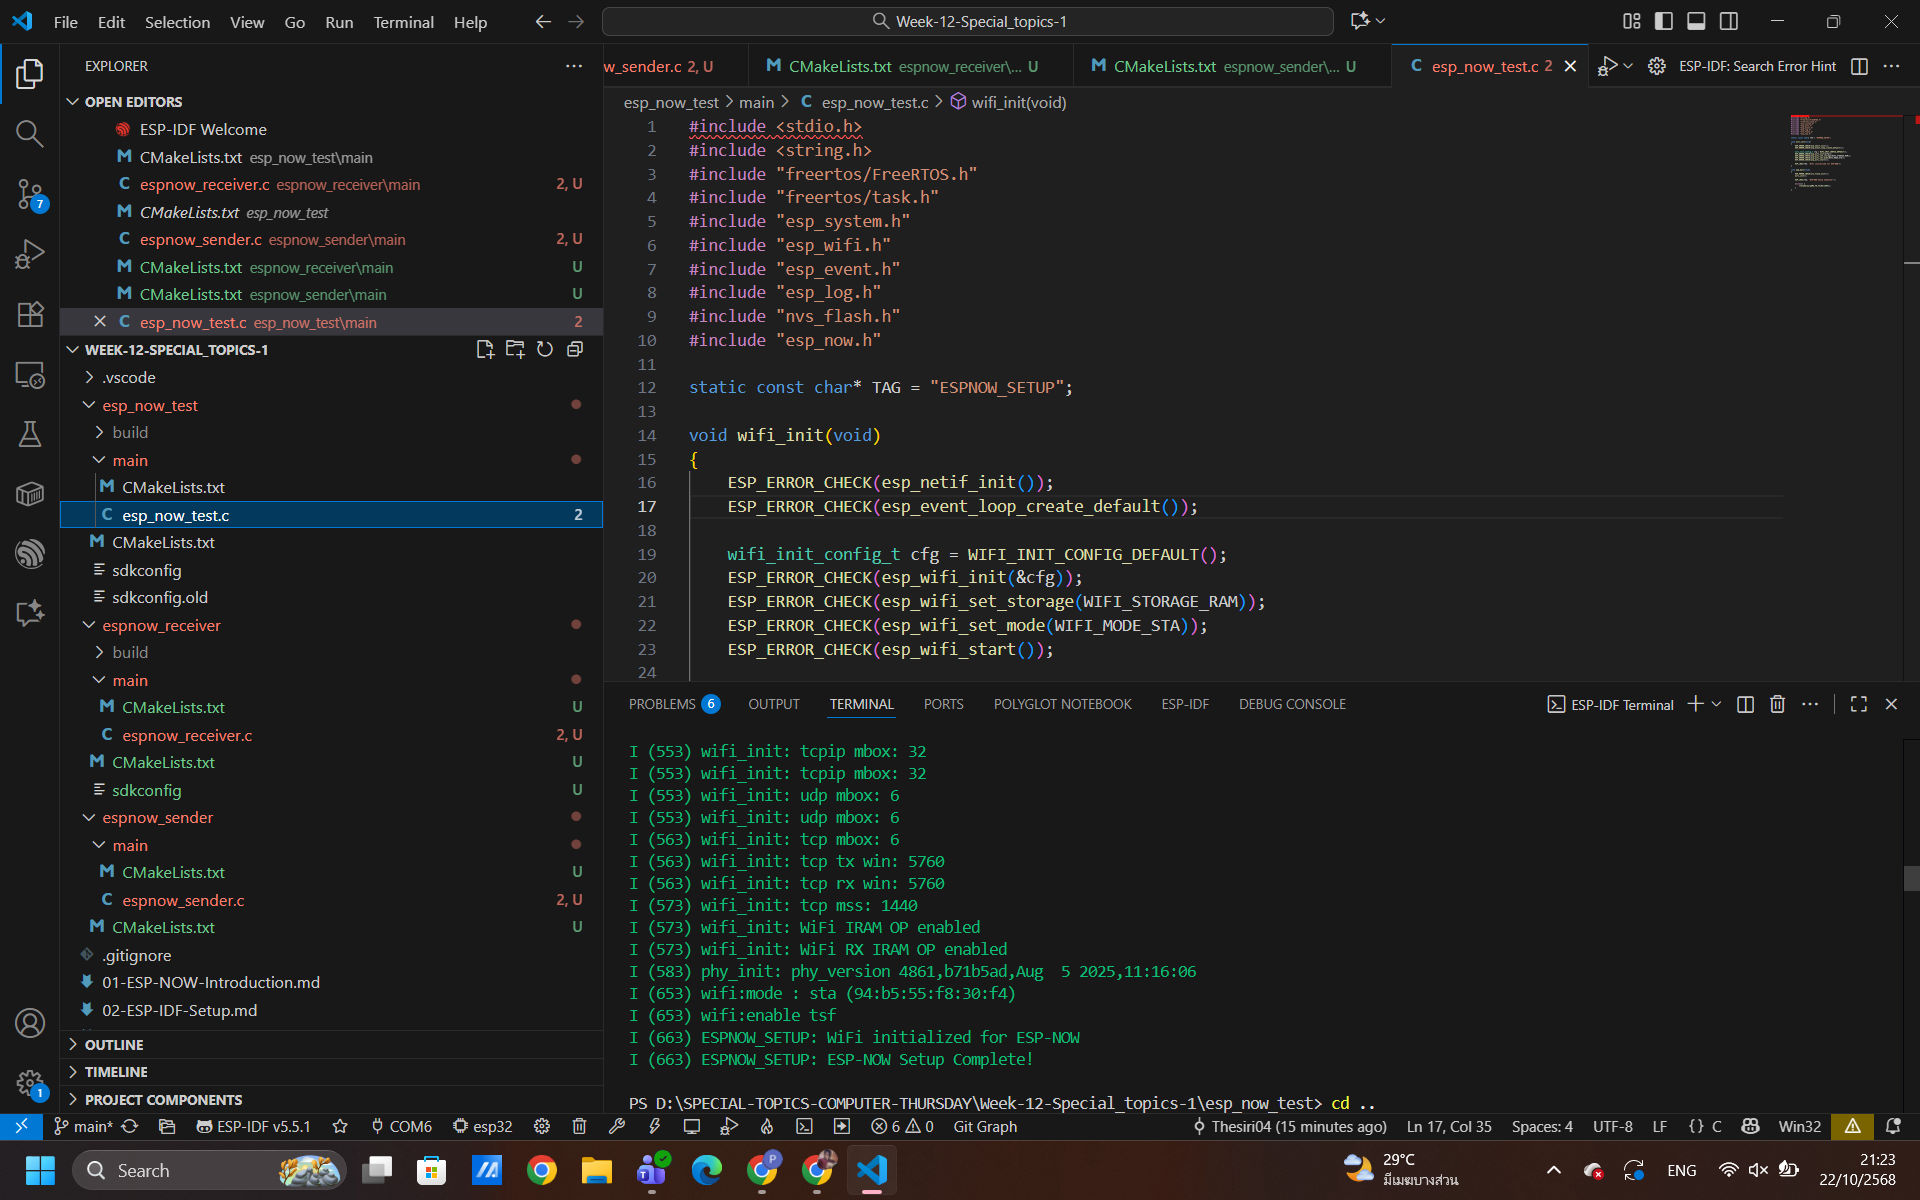 File Edit Selection View Go Run Terminal Help
Week-12-Special_topics-1
EXPLORER
OPEN EDITORS
ESP-IDF Welcome
CMakeLists.txt esp_now_test\main
espnow_receiver.c espnow_receiver\main 2, U
CMakeLists.txt esp_now_test
espnow_sender.c espnow_sender\main 2, U
CMakeLists.txt espnow_receiver\main U
CMakeLists.txt espnow_sender\main U
esp_now_test.c esp_now_test\main 2
WEEK-12-SPECIAL_TOPICS-1
.vscode
esp_now_test
build
main
CMakeLists.txt
esp_now_test.c 2
CMakeLists.txt
sdkconfig
sdkconfig.old
espnow_receiver
build
main
CMakeLists.txt U
espnow_receiver.c 2, U
CMakeLists.txt U
sdkconfig U
espnow_sender
main
CMakeLists.txt U
espnow_sender.c 2, U
CMakeLists.txt U
.gitignore
01-ESP-NOW-Introduction.md
02-ESP-IDF-Setup.md
OUTLINE
TIMELINE
PROJECT COMPONENTS
7
1
w_sender.c 2, U
CMakeLists.txt espnow_receiver\... U
CMakeLists.txt espnow_sender\... U
esp_now_test.c 2
ESP-IDF: Search Error Hint
esp_now_test > main > esp_now_test.c > wifi_init(void)
1 #include <stdio.h>
2 #include <string.h>
3 #include "freertos/FreeRTOS.h"
4 #include "freertos/task.h"
5 #include "esp_system.h"
6 #include "esp_wifi.h"
7 #include "esp_event.h"
8 #include "esp_log.h"
9 #include "nvs_flash.h"
10 #include "esp_now.h"
11
12 static const char* TAG = "ESPNOW_SETUP";
13
14 void wifi_init(void)
15 {
16 ESP_ERROR_CHECK(esp_netif_init());
17 ESP_ERROR_CHECK(esp_event_loop_create_default());
18
19 wifi_init_config_t cfg = WIFI_INIT_CONFIG_DEFAULT();
20 ESP_ERROR_CHECK(esp_wifi_init(&cfg));
21 ESP_ERROR_CHECK(esp_wifi_set_storage(WIFI_STORAGE_RAM));
22 ESP_ERROR_CHECK(esp_wifi_set_mode(WIFI_MODE_STA));
23 ESP_ERROR_CHECK(esp_wifi_start());
24
PROBLEMS 6 OUTPUT TERMINAL PORTS POLYGLOT NOTEBOOK ESP-IDF DEBUG CONSOLE
ESP-IDF Terminal
I (553) wifi_init: tcpip mbox: 32
I (553) wifi_init: tcpip mbox: 32
I (553) wifi_init: udp mbox: 6
I (553) wifi_init: udp mbox: 6
I (563) wifi_init: tcp mbox: 6
I (563) wifi_init: tcp tx win: 5760
I (563) wifi_init: tcp rx win: 5760
I (573) wifi_init: tcp mss: 1440
I (573) wifi_init: WiFi IRAM OP enabled
I (573) wifi_init: WiFi RX IRAM OP enabled
I (583) phy_init: phy_version 4861,b71b5ad,Aug  5 2025,11:16:06
I (653) wifi:mode : sta (94:b5:55:f8:30:f4)
I (653) wifi:enable tsf
I (663) ESPNOW_SETUP: WiFi initialized for ESP-NOW
I (663) ESPNOW_SETUP: ESP-NOW Setup Complete!
PS D:\SPECIAL-TOPICS-COMPUTER-THURSDAY\Week-12-Special_topics-1\esp_now_test> cd ..
main* ESP-IDF v5.5.1 COM6 esp32 6 0 Git Graph
Thesiri04 (15 minutes ago) Ln 17, Col 35 Spaces: 4 UTF-8 LF {} C Win32
Search
29°C
มีเมฆบางส่วน
ENG
21:23
22/10/2568